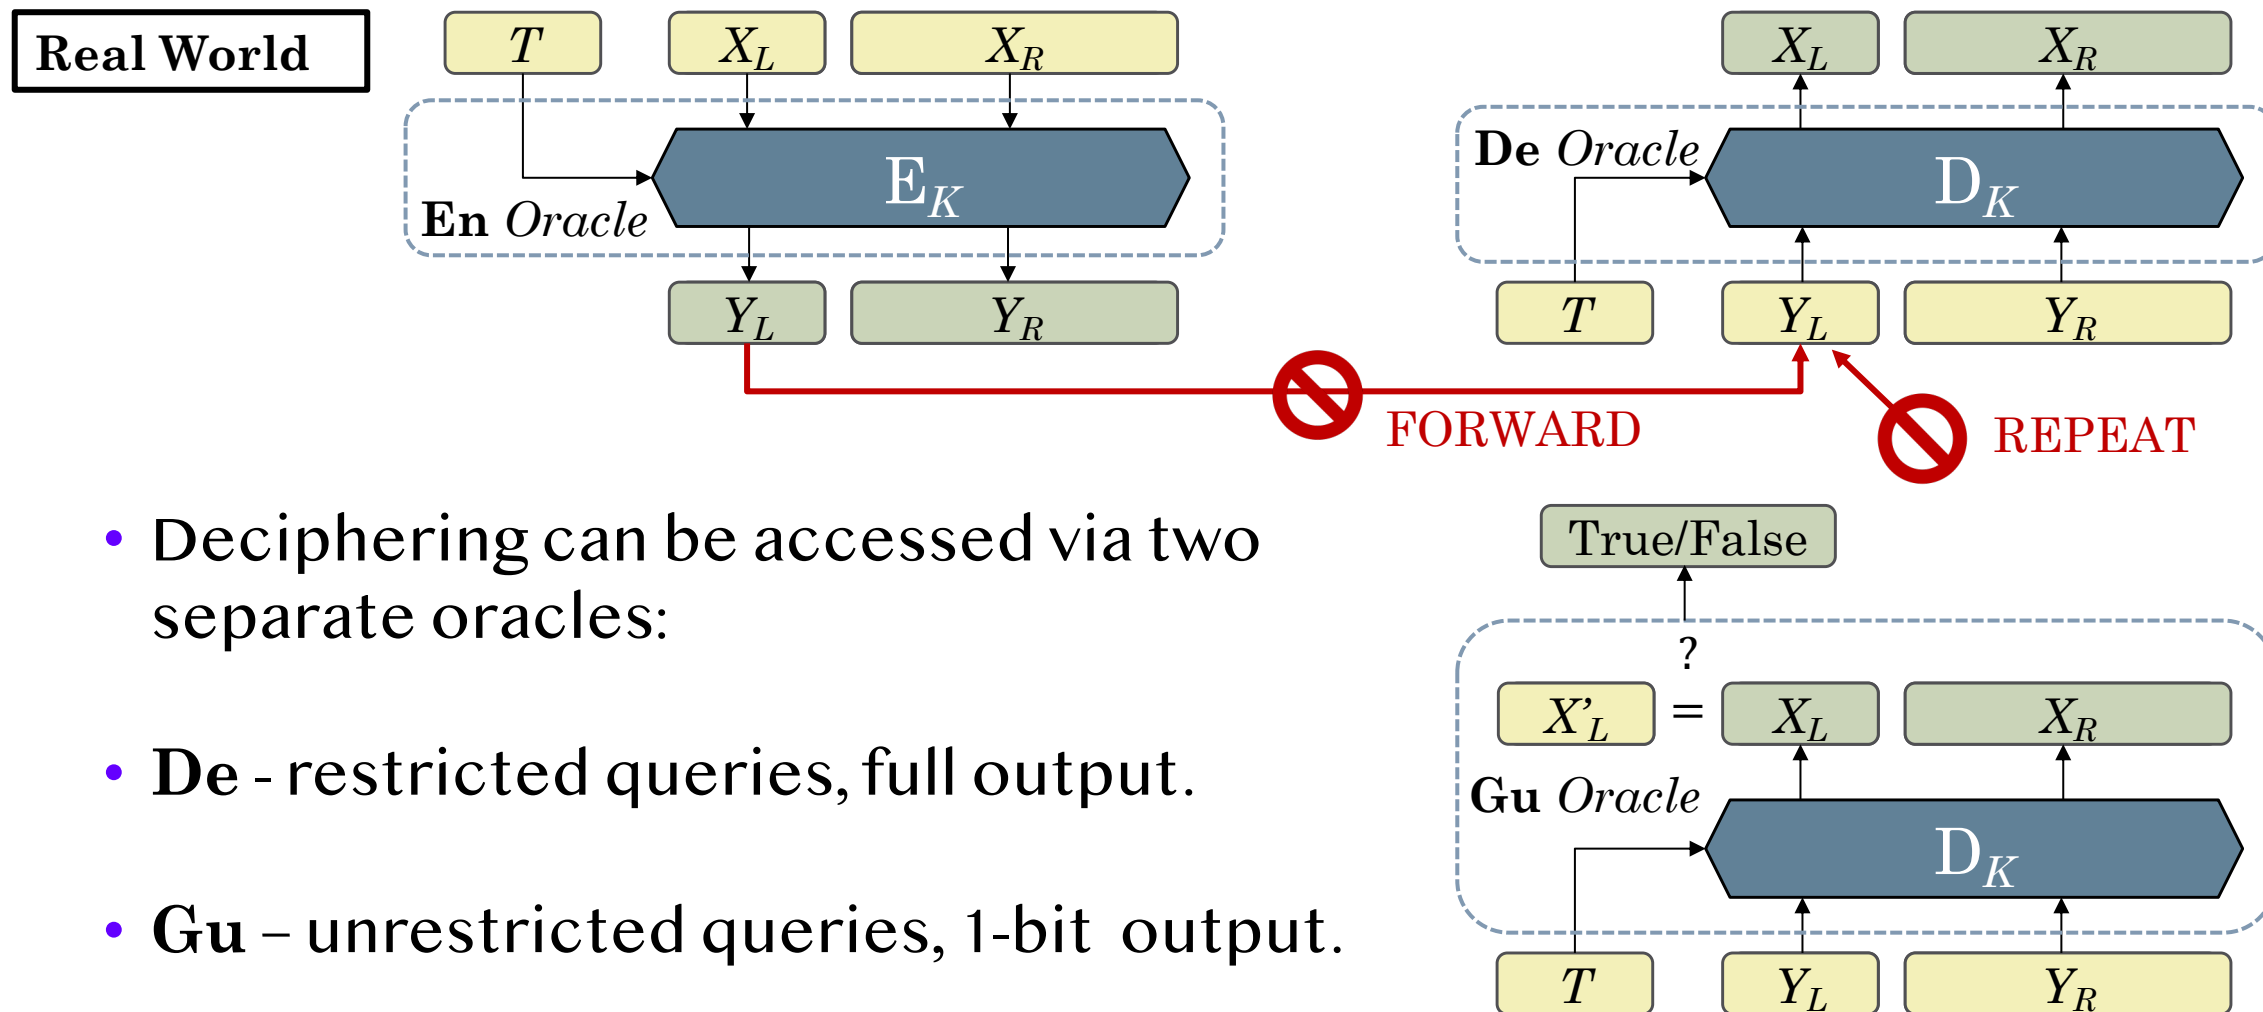 Real World
T X_L X_R
E_K
En Oracle
Y_L Y_R
X_L X_R
De Oracle
D_K
T Y_L Y_R
FORWARD
REPEAT
• Deciphering can be accessed via two
separate oracles:
• De - restricted queries, full output.
• Gu – unrestricted queries, 1-bit output.
True/False
?
X’_L = X_L X_R
Gu Oracle
D_K
T Y_L Y_R